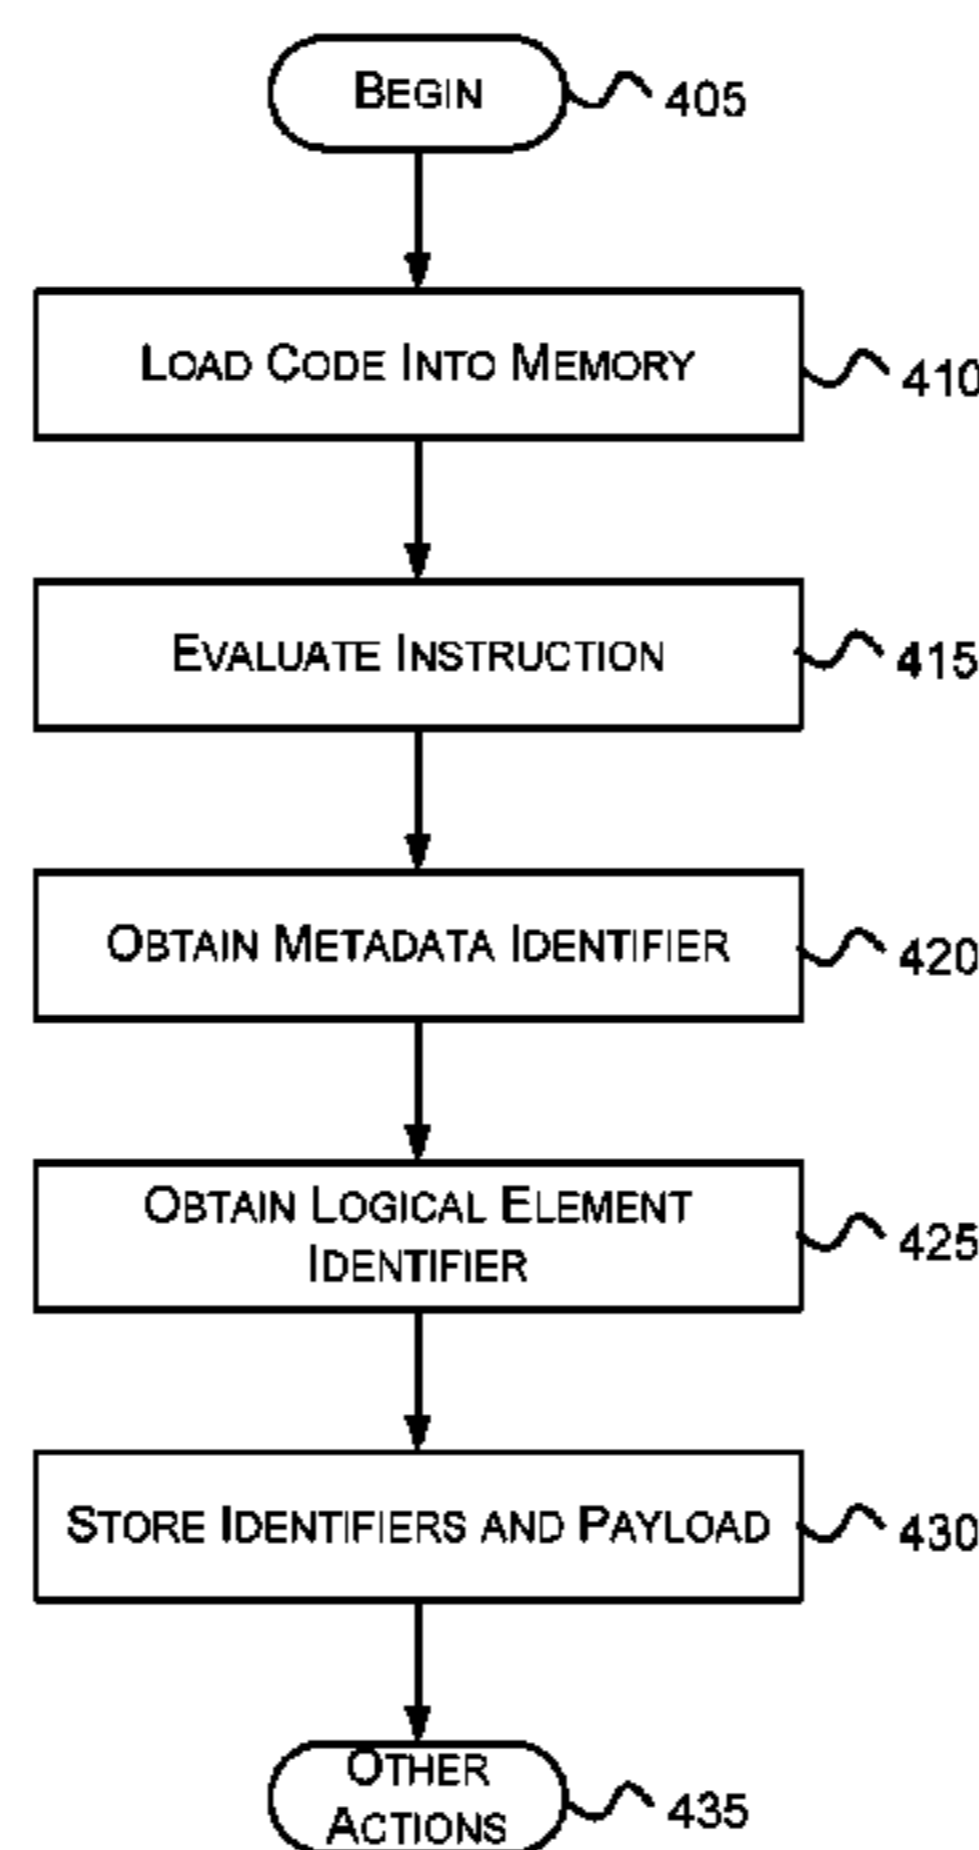 BEGIN
405
LOAD CODE INTO MEMORY
410
EVALUATE INSTRUCTION
415
OBTAIN METADATA IDENTIFIER
420
OBTAIN LOGICAL ELEMENT
IDENTIFIER
425
STORE IDENTIFIERS AND PAYLOAD
430
OTHER
ACTIONS
435